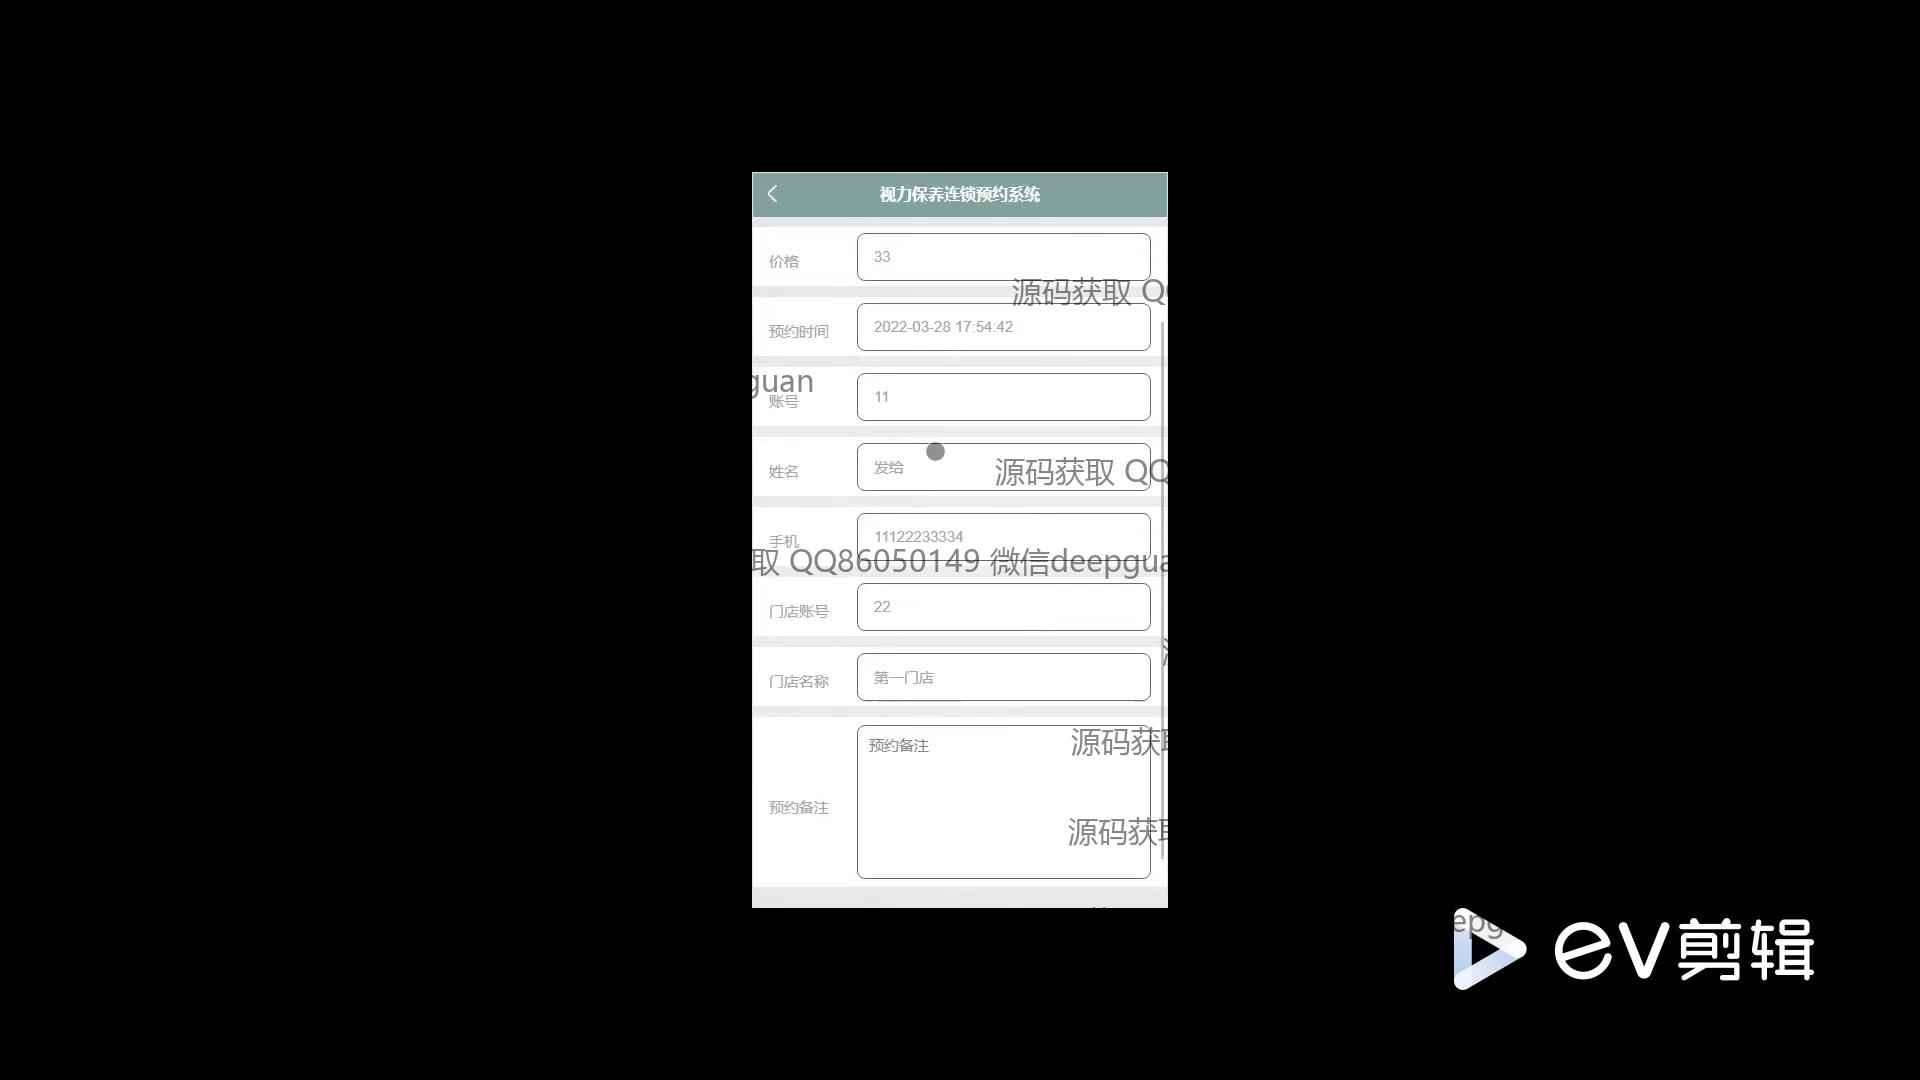 视力保养连锁预约系统
价格
33
源码获取 QQ
预约时间
2022-03-28 17:54:42
guan
账号
11
姓名
发给
源码获取 QQ
手机
11122233334
取 QQ86050149 微信deepgua
门店账号
22
门店名称
第一门店
预约备注
预约备注
源码获取
源码获取
epg
ev剪辑